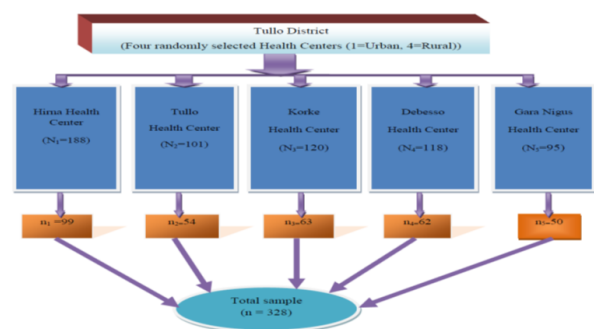 Tullo District
(Four randomly selected Health Centers (1=Urban, 4=Rural))
Hirna Health
Center
(N₁=188)
Tullo
Health Center
(N₂=101)
Korke
Health Center
(N₃=120)
Debesso
Health Center
(N₄=118)
Gara Nigus
Health Center
(N₅=95)
n₁ =99
n₂=54
n₃=63
n₄=62
n₅=50
Total sample
(n = 328)